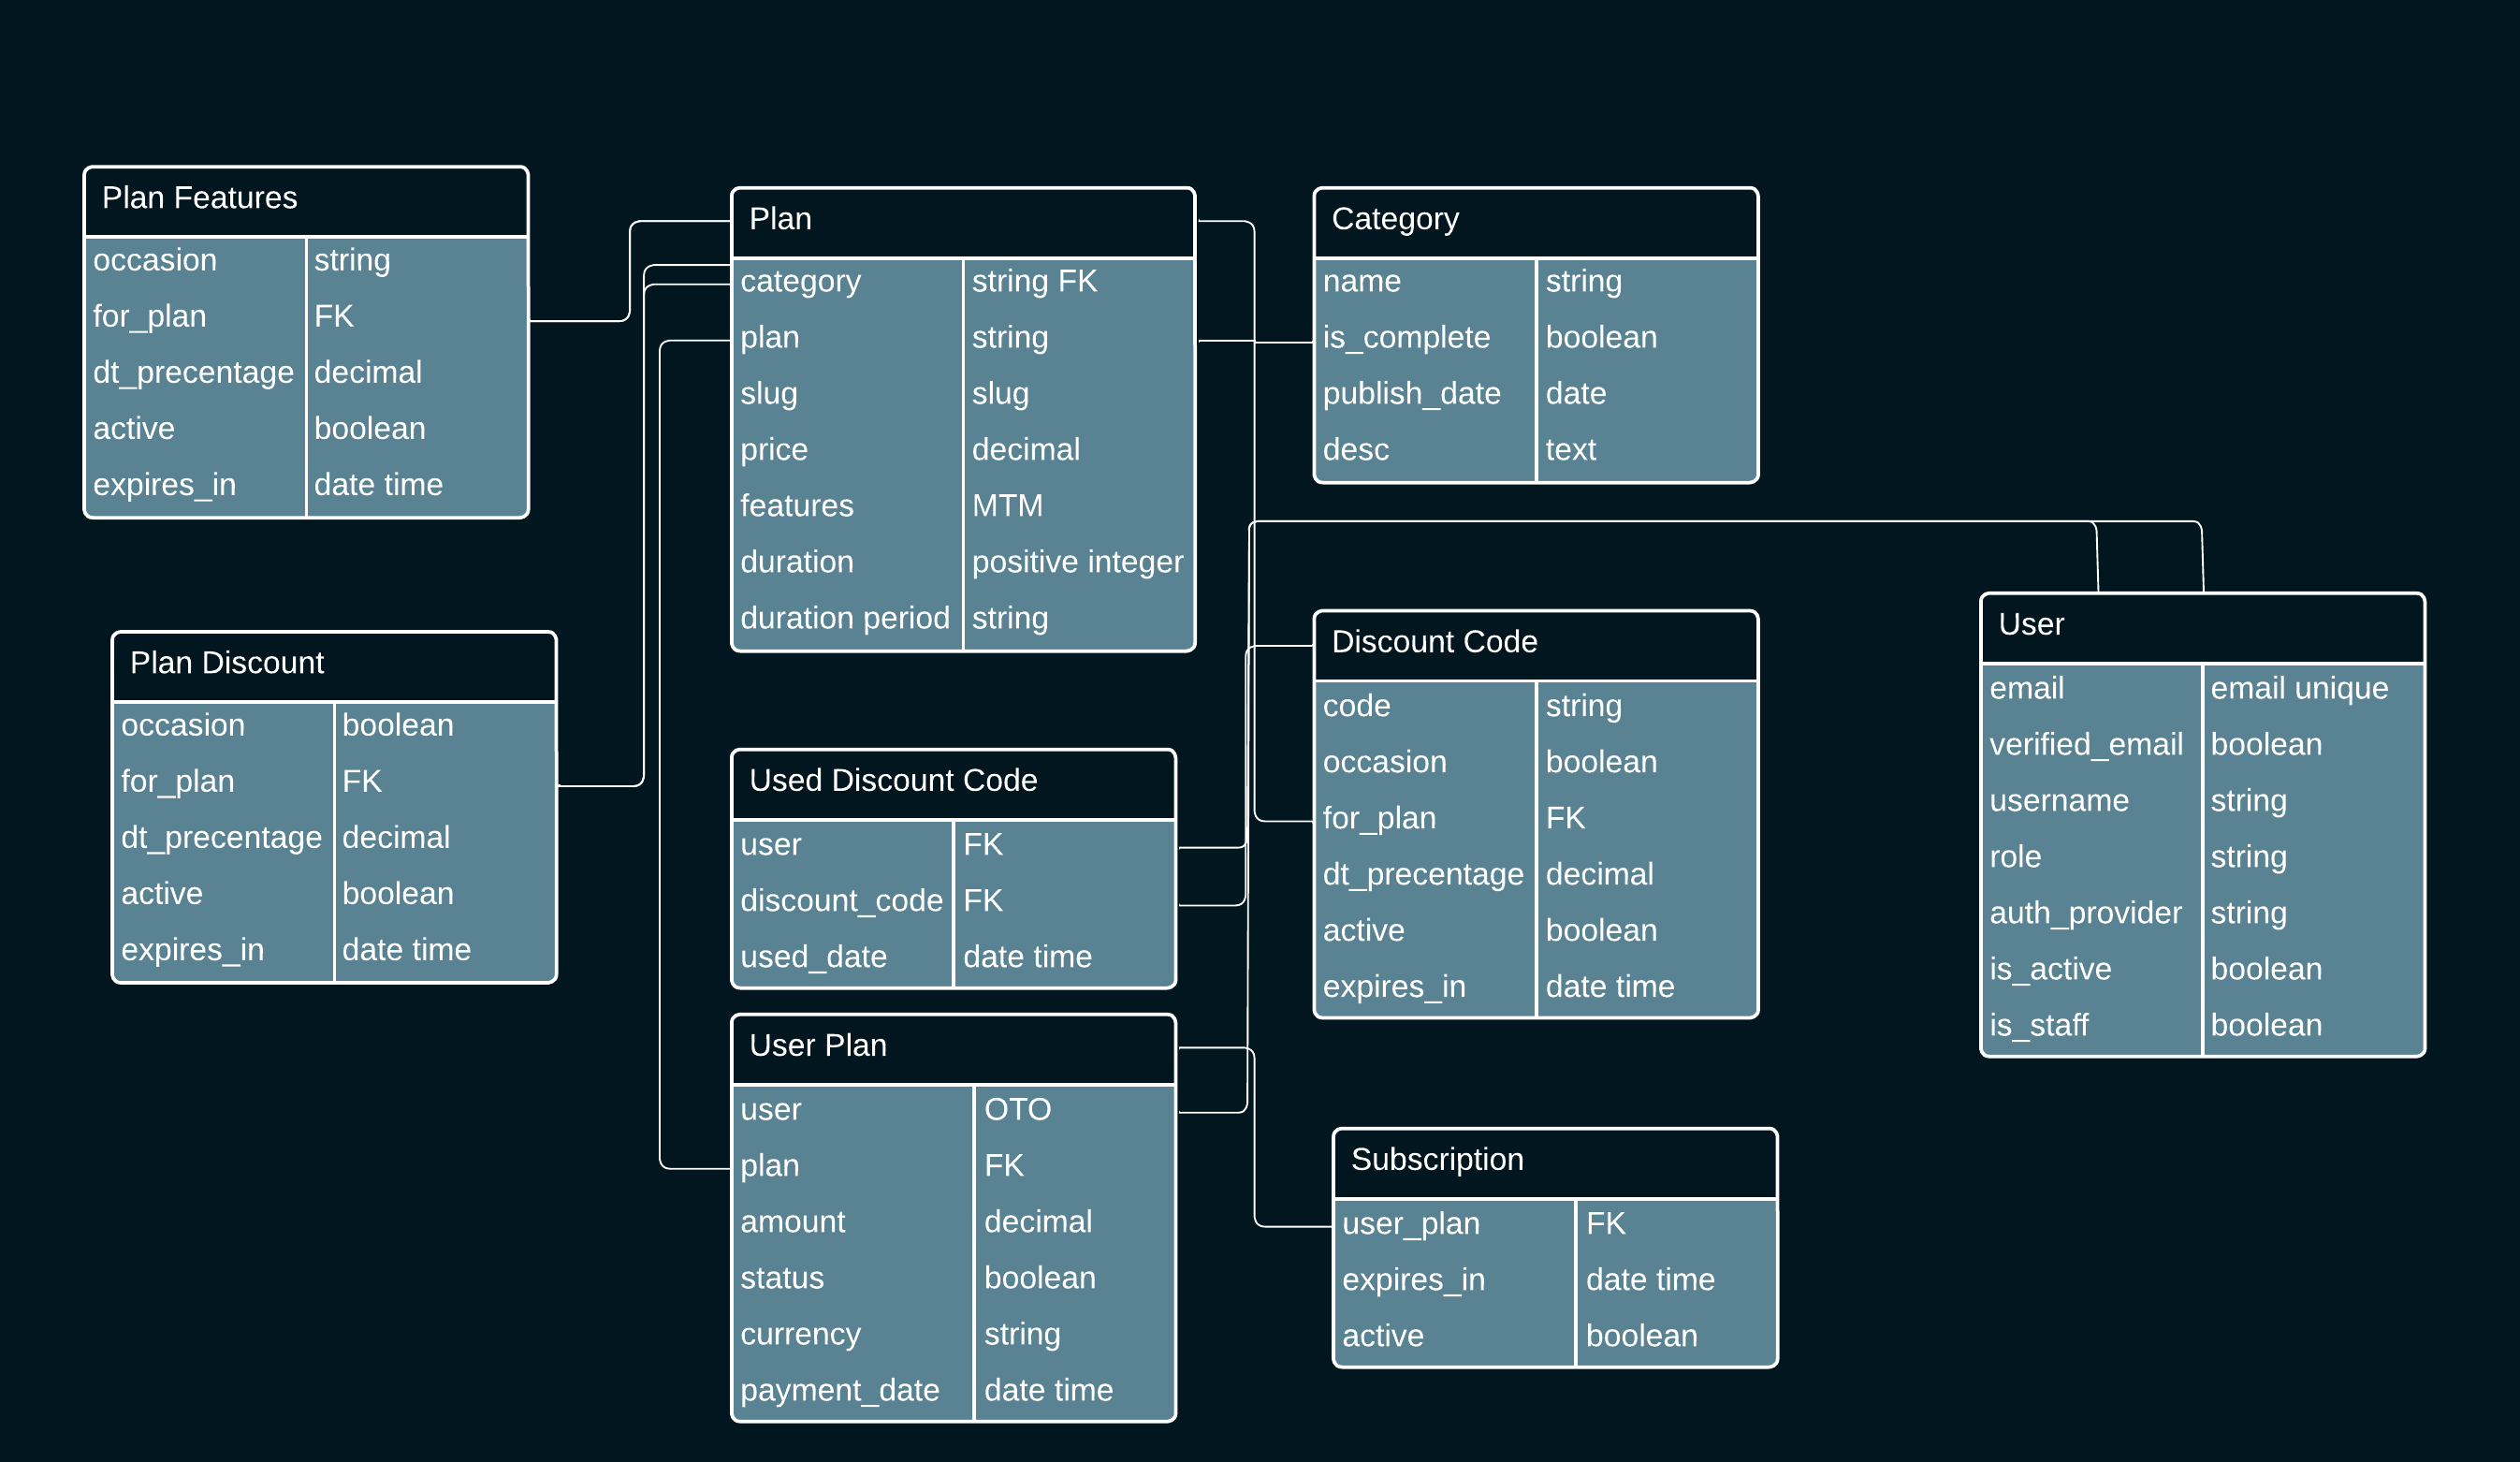 Plan Features
occasion string
for_plan FK
dt_precentage decimal
active boolean
expires_in date time
Plan
category string FK
plan string
slug slug
price decimal
features MTM
duration positive integer
duration period string
Category
name string
is_complete boolean
publish_date date
desc text
Plan Discount
occasion boolean
for_plan FK
dt_precentage decimal
active boolean
expires_in date time
Used Discount Code
user FK
discount_code FK
used_date date time
Discount Code
code string
occasion boolean
for_plan FK
dt_precentage decimal
active boolean
expires_in date time
User
email email unique
verified_email boolean
username string
role string
auth_provider string
is_active boolean
is_staff boolean
User Plan
user OTO
plan FK
amount decimal
status boolean
currency string
payment_date date time
Subscription
user_plan FK
expires_in date time
active boolean